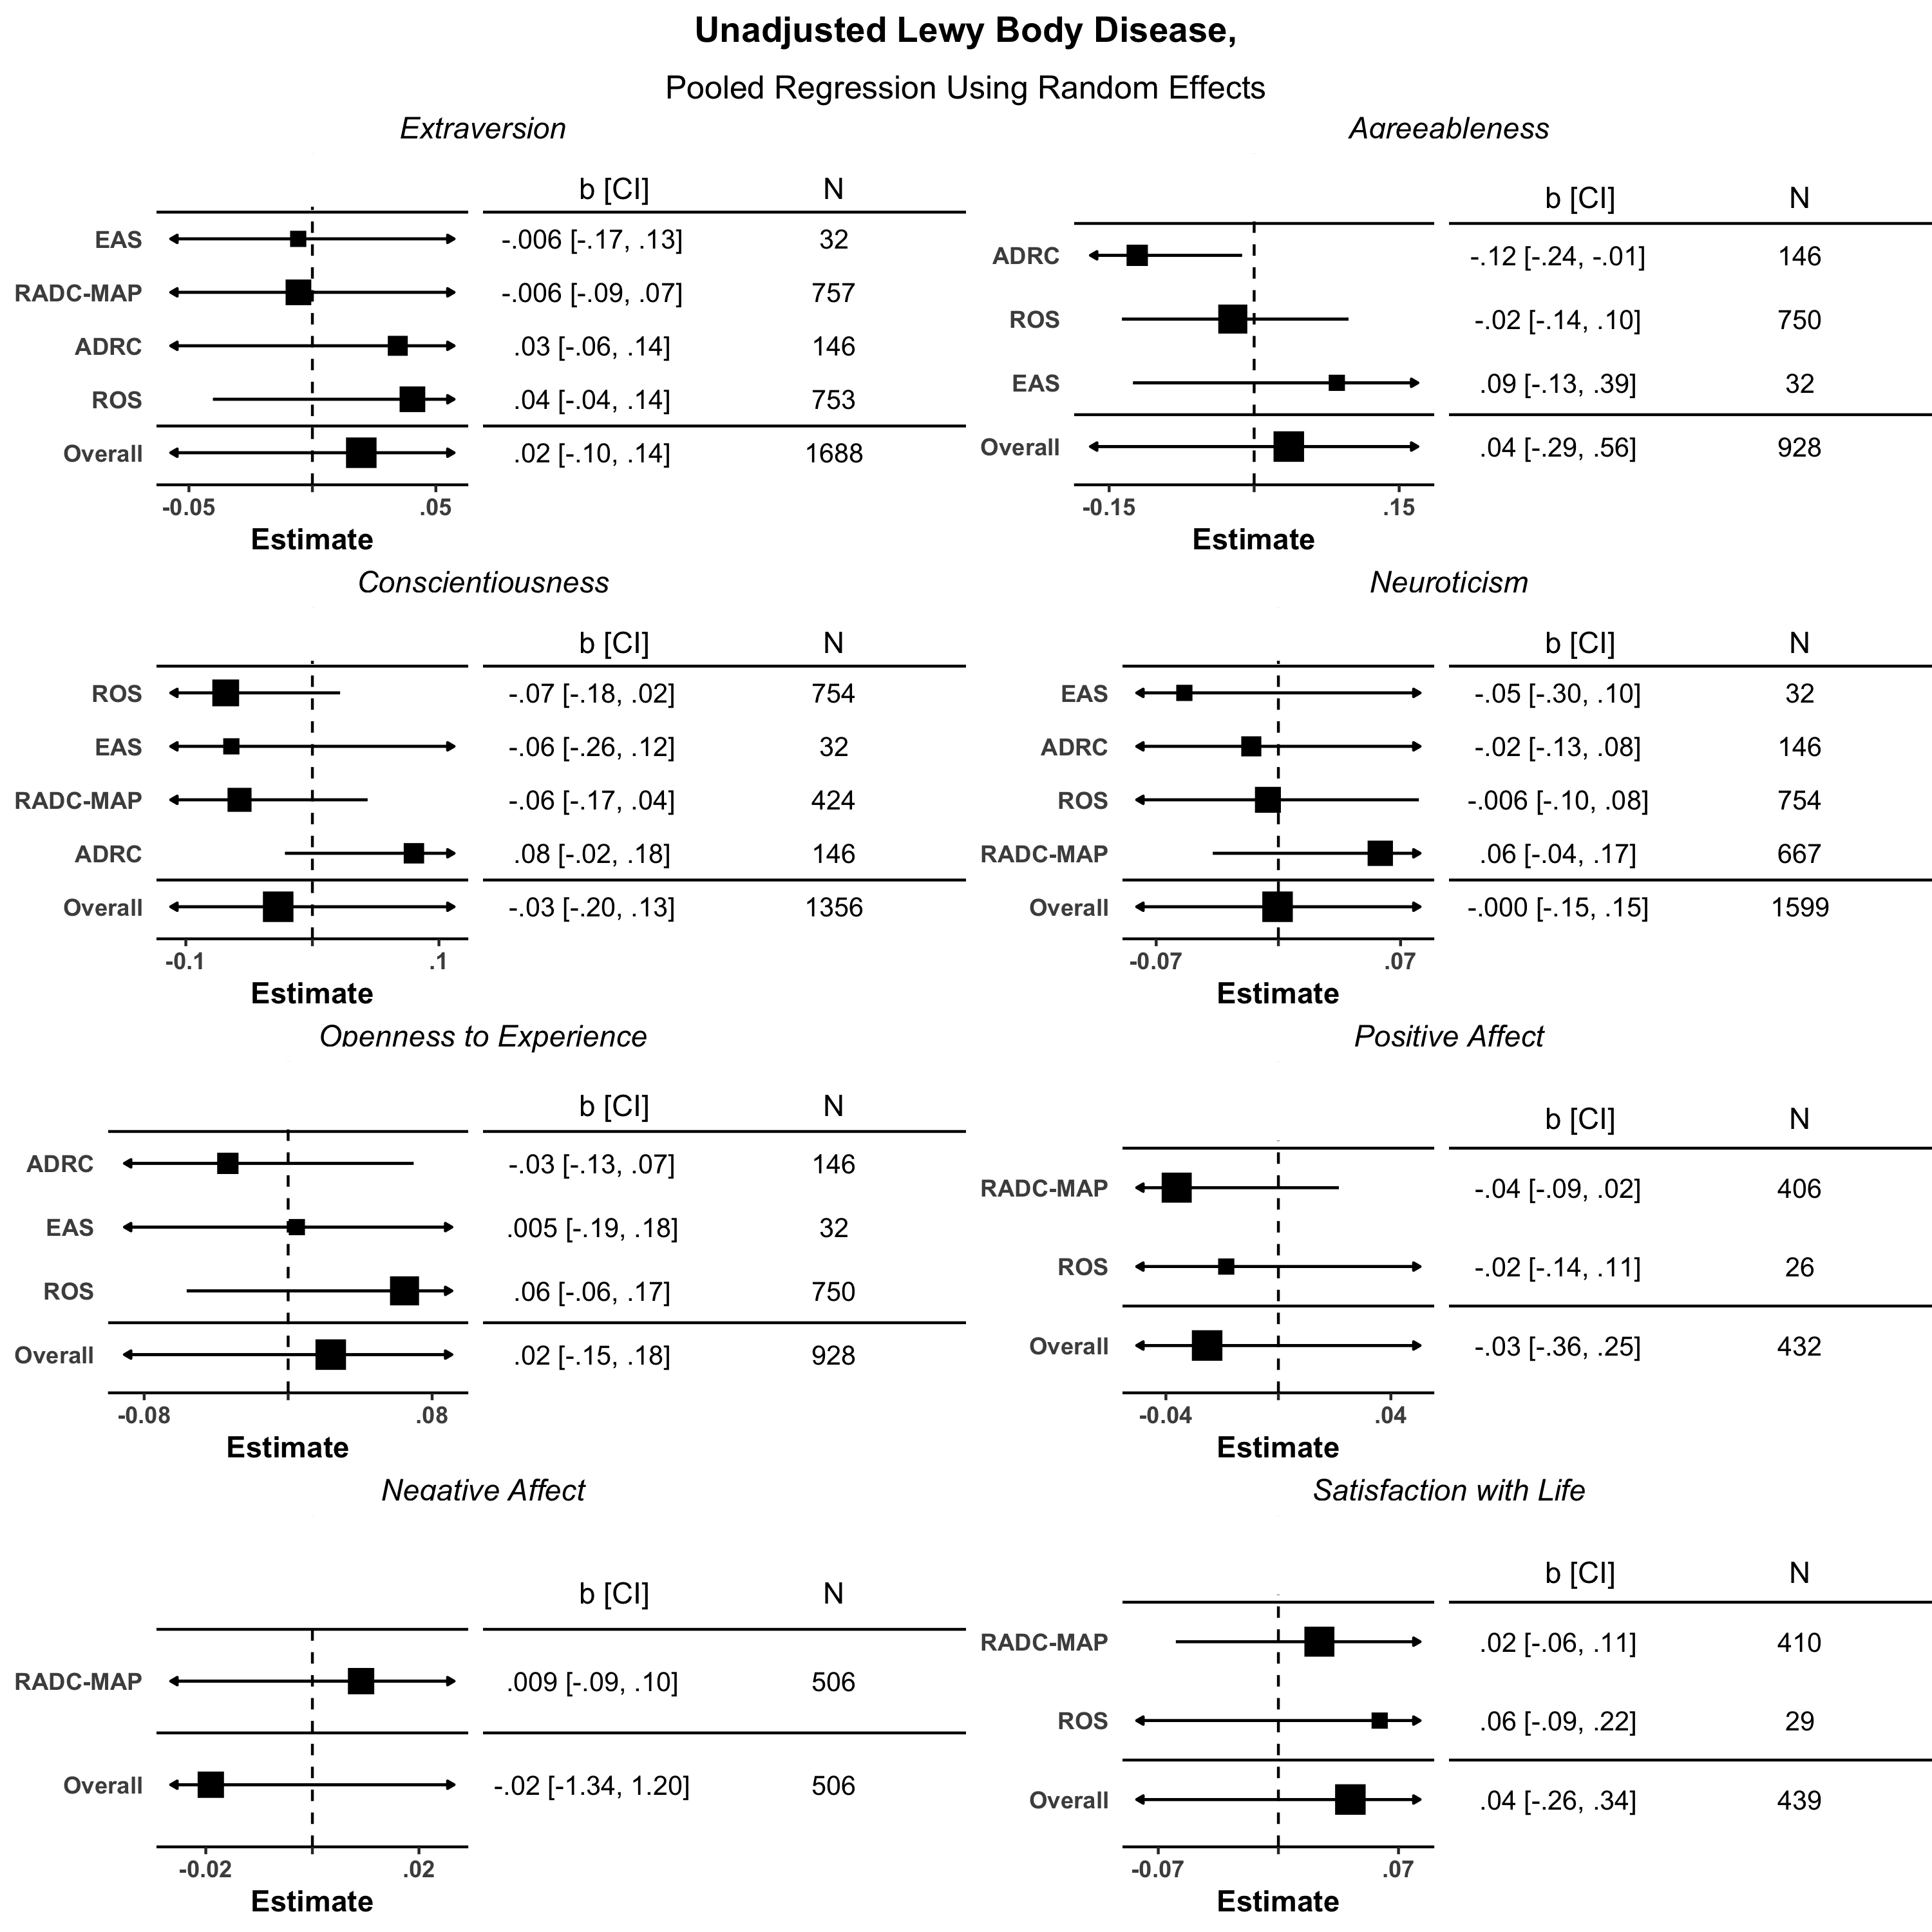 Unadjusted Lewy Body Disease,
Pooled Regression Using Random Effects
Extraversion
b [CI] N
EAS -.006 [-.17, .13] 32
RADC-MAP -.006 [-.09, .07] 757
ADRC .03 [-.06, .14] 146
ROS .04 [-.04, .14] 753
Overall .02 [-.10, .14] 1688
-0.05 .05
Estimate
Agreeableness
b [CI] N
ADRC -.12 [-.24, -.01] 146
ROS -.02 [-.14, .10] 750
EAS .09 [-.13, .39] 32
Overall .04 [-.29, .56] 928
-0.15 .15
Estimate
Conscientiousness
b [CI] N
ROS -.07 [-.18, .02] 754
EAS -.06 [-.26, .12] 32
RADC-MAP -.06 [-.17, .04] 424
ADRC .08 [-.02, .18] 146
Overall -.03 [-.20, .13] 1356
-0.1 .1
Estimate
Neuroticism
b [CI] N
EAS -.05 [-.30, .10] 32
ADRC -.02 [-.13, .08] 146
ROS -.006 [-.10, .08] 754
RADC-MAP .06 [-.04, .17] 667
Overall -.000 [-.15, .15] 1599
-0.07 .07
Estimate
Openness to Experience
b [CI] N
ADRC -.03 [-.13, .07] 146
EAS .005 [-.19, .18] 32
ROS .06 [-.06, .17] 750
Overall .02 [-.15, .18] 928
-0.08 .08
Estimate
Positive Affect
b [CI] N
RADC-MAP -.04 [-.09, .02] 406
ROS -.02 [-.14, .11] 26
Overall -.03 [-.36, .25] 432
-0.04 .04
Estimate
Negative Affect
b [CI] N
RADC-MAP .009 [-.09, .10] 506
Overall -.02 [-1.34, 1.20] 506
-0.02 .02
Estimate
Satisfaction with Life
b [CI] N
RADC-MAP .02 [-.06, .11] 410
ROS .06 [-.09, .22] 29
Overall .04 [-.26, .34] 439
-0.07 .07
Estimate